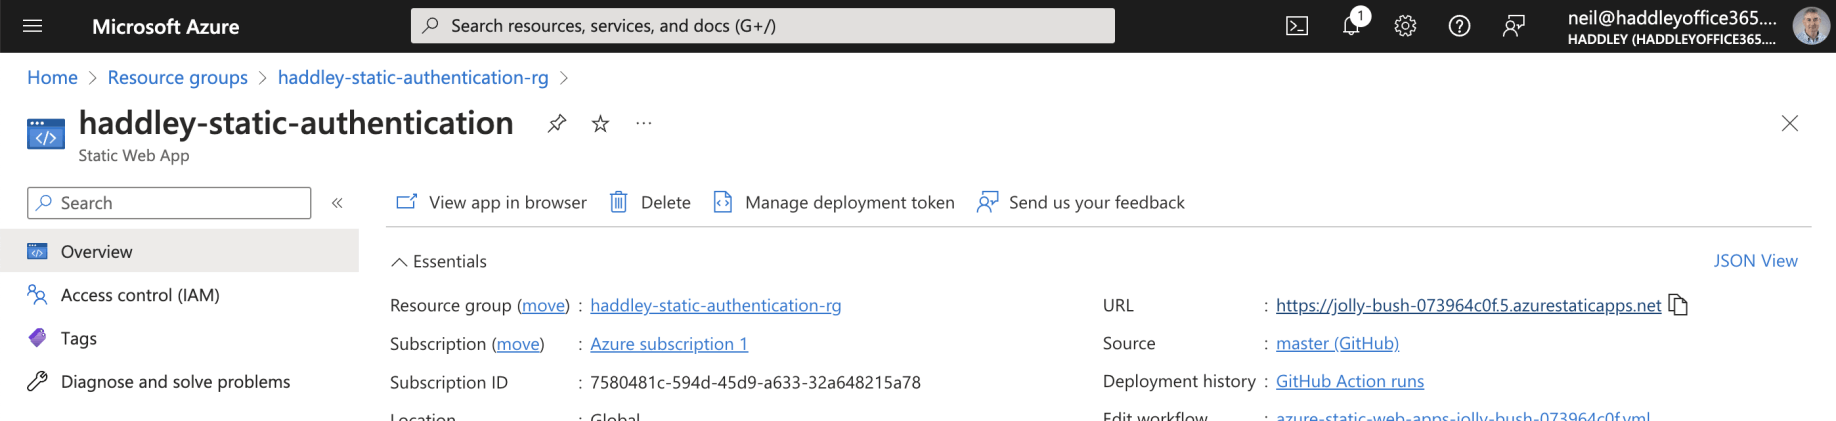 Microsoft Azure
Search resources, services, and docs (G+/)
1
neil@haddleyoffice365....
HADDLEY (HADDLEYOFFICE365....
Home > Resource groups > haddley-static-authentication-rg >
haddley-static-authentication
Static Web App
Search
«
View app in browser
Delete
Manage deployment token
Send us your feedback
Overview
Access control (IAM)
Tags
Diagnose and solve problems
Essentials
JSON View
Resource group (move) : haddley-static-authentication-rg
Subscription (move) : Azure subscription 1
Subscription ID : 7580481c-594d-45d9-a633-32a648215a78
Location : Global
URL : https://jolly-bush-073964c0f.5.azurestaticapps.net
Source : master (GitHub)
Deployment history : GitHub Action runs
Edit workflow : azure-static-web-apps-jolly-bush-073964c0f.yml